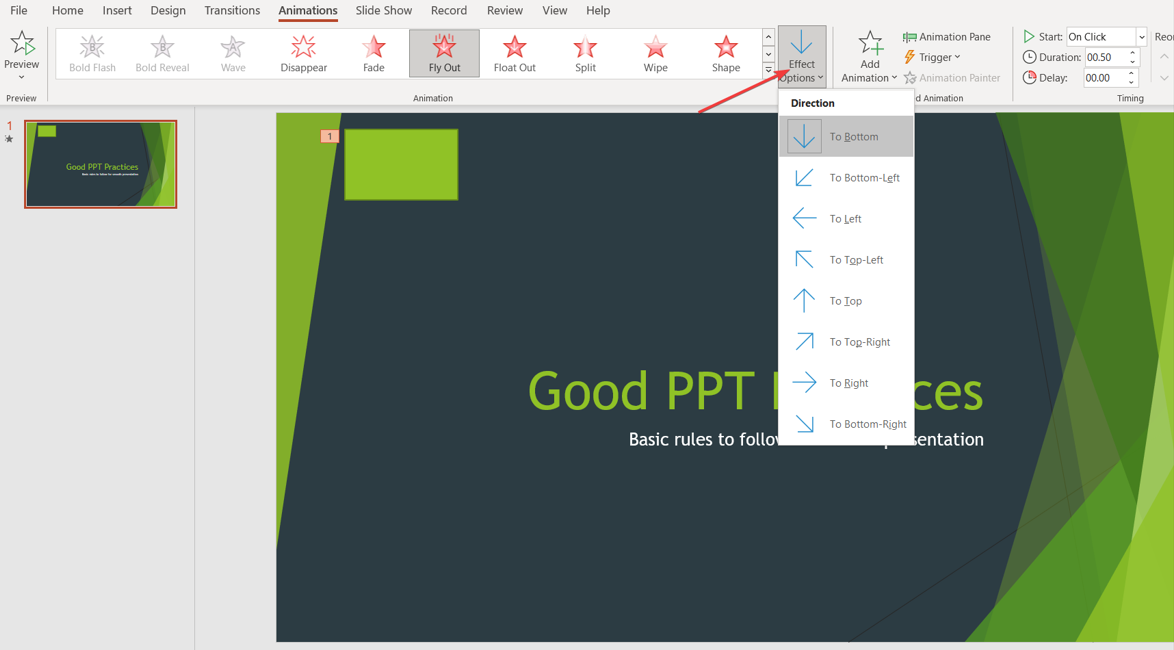 File Home Insert Design Transitions Animations Slide Show Record Review View Help
Preview
Bold Flash
Bold Reveal
Wave
Disappear
Fade
Fly Out
Float Out
Split
Wipe
Shape
Effect
Options
Add
Animation
Animation Pane
Trigger
Animation Painter
Start: On Click
Duration: 00.50
Delay: 00.00
Reor
Preview
Animation
d Animation
Timing
Direction
To Bottom
To Bottom-Left
To Left
To Top-Left
To Top
To Top-Right
To Right
To Bottom-Right
1
Good PPT Practices
Basic rules to follow for smooth presentation
1
Good PPT P ces
Basic rules to follow sentation